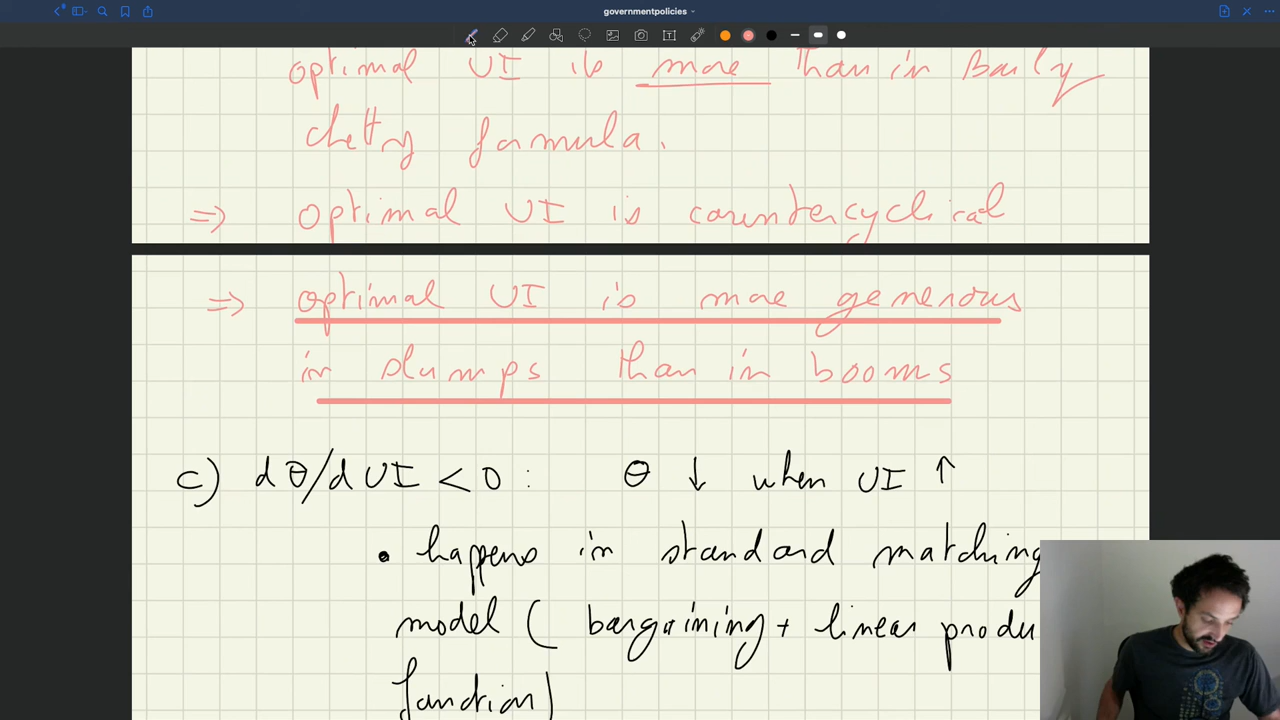 governmentpolicies
optimal UI is more than in Baily
chetty formula.
=> optimal UI is countercyclical
=> optimal UI is more generous
in slumps than in booms
c) dθ/dUI < 0 : θ ↓ when UI ↑
• happens in standard matching
model ( bargaining + linear produ
function)